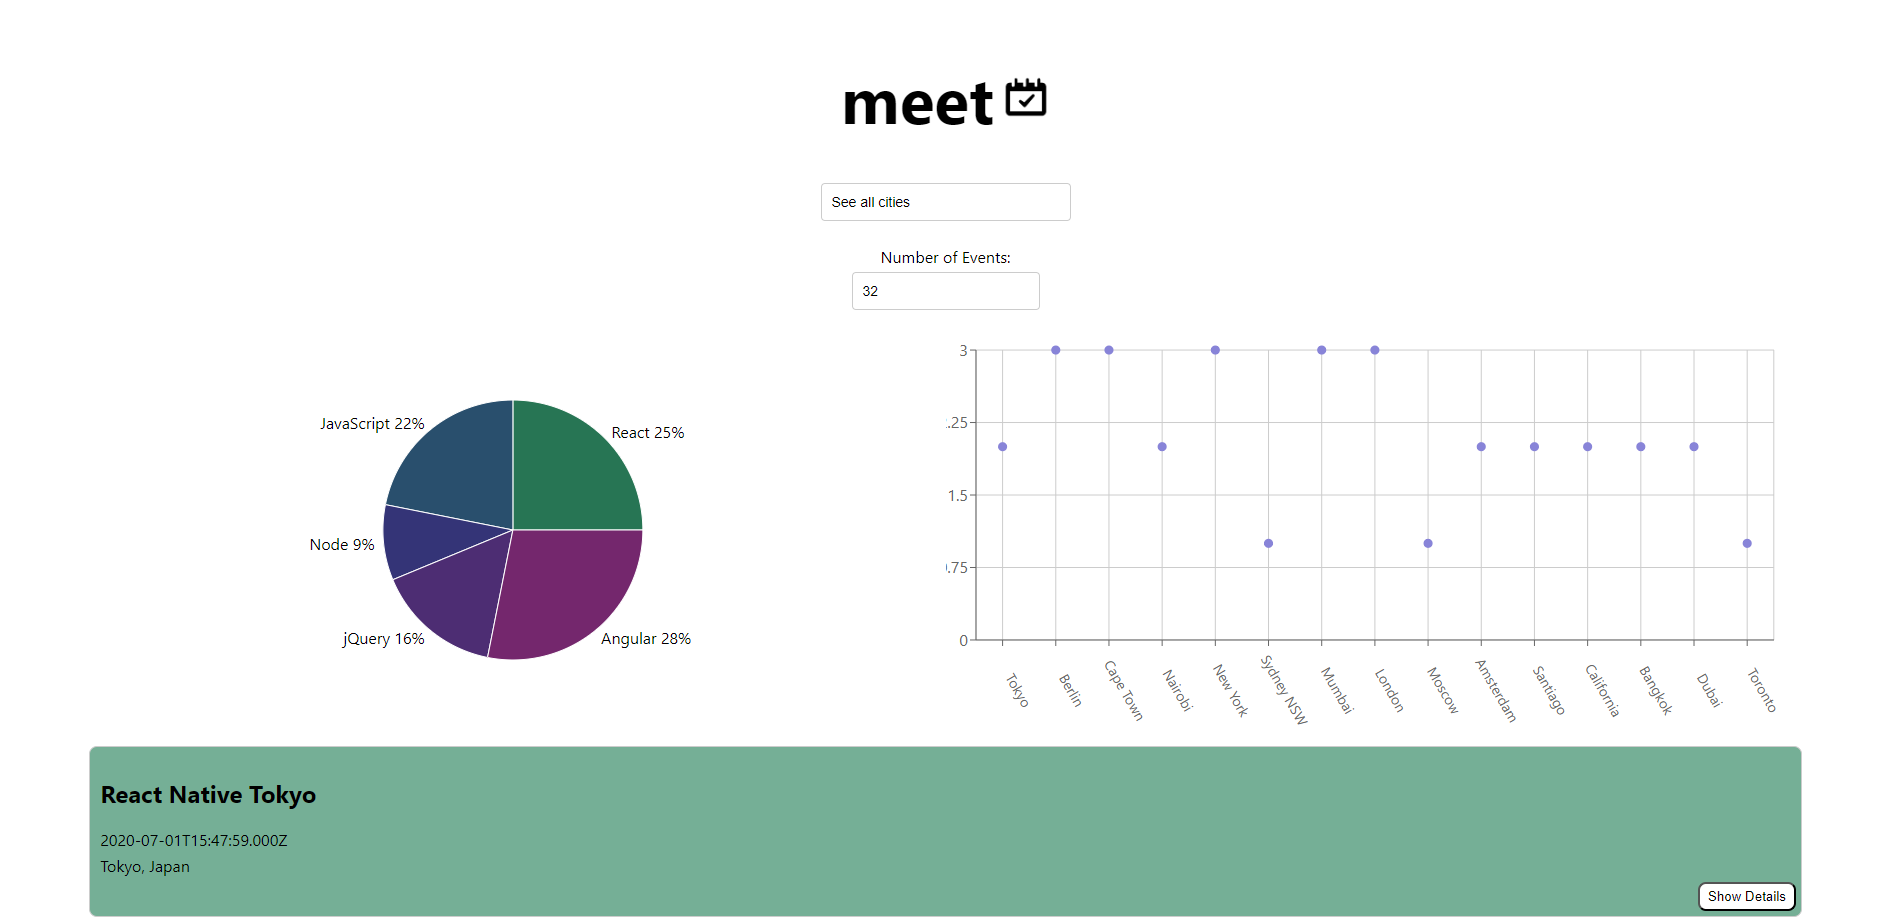 meet
See all cities
Number of Events:
32
JavaScript 22%
React 25%
Node 9%
jQuery 16%
Angular 28%
3
.25
1.5
.75
0
Tokyo
Berlin
Cape Town
Nairobi
New York
Sydney NSW
Mumbai
London
Moscow
Amsterdam
Santiago
California
Bangkok
Dubai
Toronto
React Native Tokyo
2020-07-01T15:47:59.000Z
Tokyo, Japan
Show Details